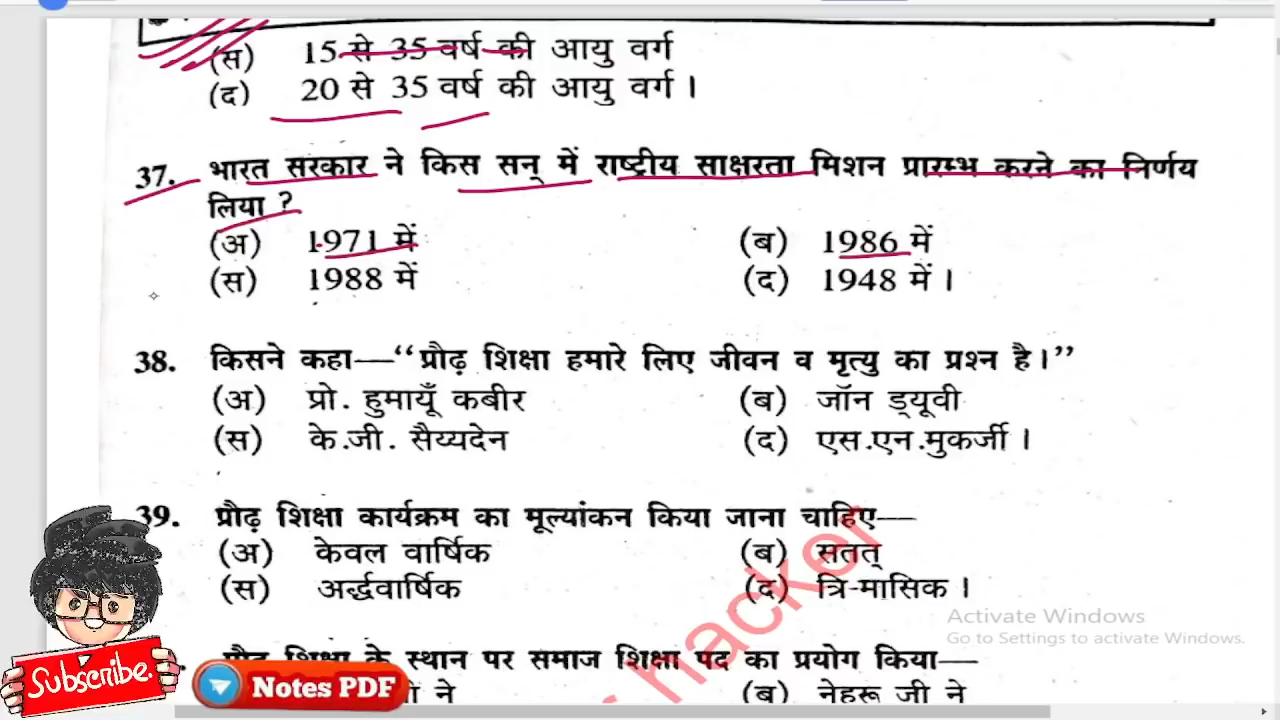 (स) 15 से 35 वर्ष की आयु वर्ग
(द) 20 से 35 वर्ष की आयु वर्ग ।
37. भारत सरकार ने किस सन् में राष्ट्रीय साक्षरता मिशन प्रारम्भ करने का निर्णय
लिया ?
(अ) 1971 में (ब) 1986 में
(स) 1988 में (द) 1948 में ।
38. किसने कहा—“प्रौढ़ शिक्षा हमारे लिए जीवन व मृत्यु का प्रश्न है।”
(अ) प्रो. हुमायूँ कबीर (ब) जॉन ड्यूवी
(स) के.जी. सैय्यदेन (द) एस.एन.मुकर्जी ।
39. प्रौढ़ शिक्षा कार्यक्रम का मूल्यांकन किया जाना चाहिए—
(अ) केवल वार्षिक (ब) सतत्
(स) अर्द्धवार्षिक (द) त्रि-मासिक ।
hacker
Activate Windows
Go to Settings to activate Windows.
प्रौढ़ शिक्षा के स्थान पर समाज शिक्षा पद का प्रयोग किया—
ने (ब) नेहरू जी ने
Subscribe.
Notes PDF